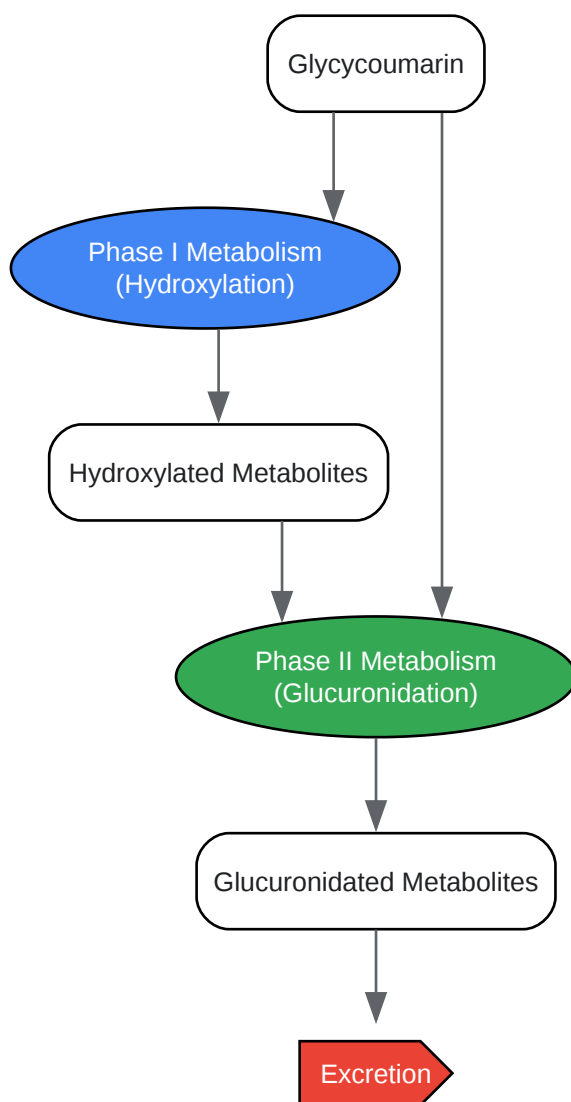 Glycycoumarin
Phase I Metabolism
(Hydroxylation)
Hydroxylated Metabolites
Phase II Metabolism
(Glucuronidation)
Glucuronidated Metabolites
Excretion